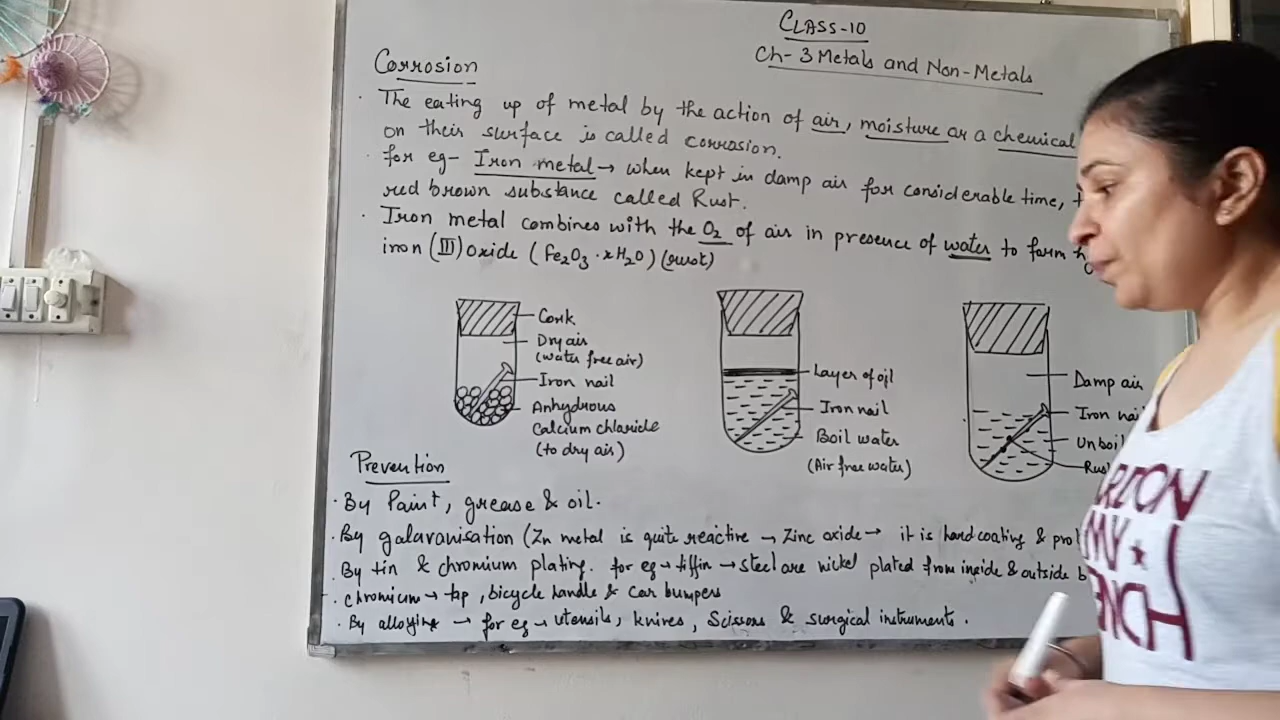 CLASS-10
Ch-3 Metals and Non-Metals
Corrosion
· The eating up of metal by the action of air, moisture or a chemical
on their surface is called corrosion.
· for eg- Iron metal → when kept in damp air for considerable time,
red brown substance called Rust.
· Iron metal combines with the O2 of air in presence of water to form
iron (III) Oxide (Fe2O3·xH2O) (rust)
Cork
Dry air
(water free air)
Iron nail
Anhydrous
Calcium chloride
(to dry air)
Layer of oil
Iron nail
Boil water
(Air free water)
Damp air
Iron nai
Unboil
Rus
Prevention
· By Paint, grease & oil.
· By galavanisation (Zn metal is quite reactive → Zinc oxide → it is hard coating & pro
· By tin & chromium plating. for eg → tiffin → steel are nickel plated from inside & outside b
· chromium → tap, bicycle handle & car bumpers
· By alloying → for eg → utensils, knives, Scissors & surgical instruments.
MY